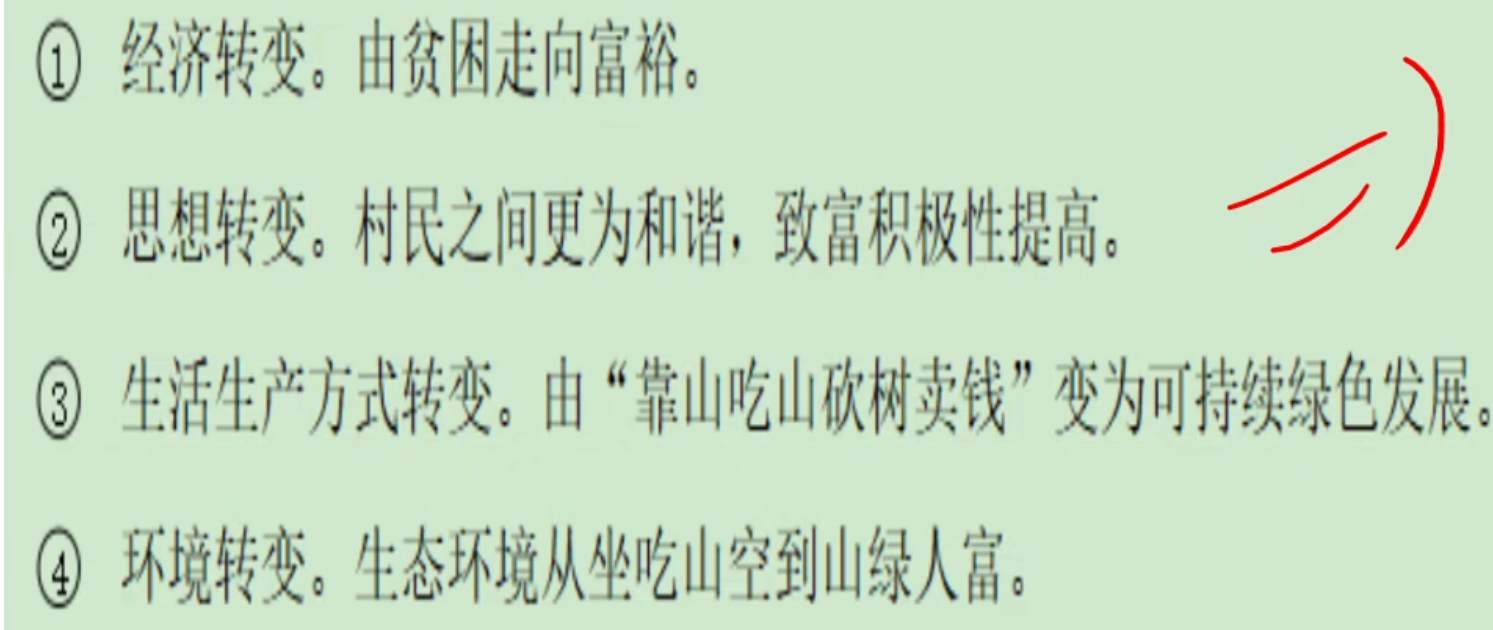 ① 经济转变。由贫困走向富裕。
② 思想转变。村民之间更为和谐，致富积极性提高。
③ 生活生产方式转变。由“靠山吃山砍树卖钱”变为可持续绿色发展。
④ 环境转变。生态环境从坐吃山空到山绿人富。